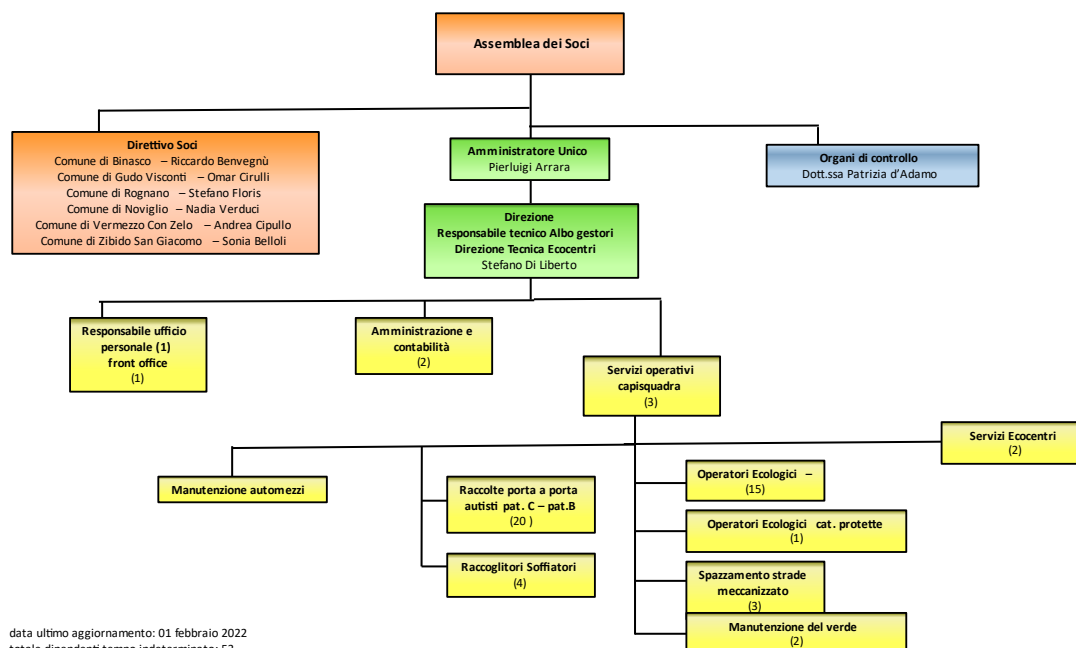 Assemblea dei Soci
Direttivo Soci
Comune di Binasco – Riccardo Benvegnù
Comune di Gudo Visconti – Omar Cirulli
Comune di Rognano – Stefano Floris
Comune di Noviglio – Nadia Verduci
Comune di Vermezzo Con Zelo – Andrea Cipullo
Comune di Zibido San Giacomo – Sonia Belloli
Amministratore Unico
Pierluigi Arrara
Organi di controllo
Dott.ssa Patrizia d'Adamo
Direzione
Responsabile tecnico Albo gestori
Direzione Tecnica Ecocentri
Stefano Di Liberto
Responsabile ufficio
personale (1)
front office
(1)
Amministrazione e
contabilità
(2)
Servizi operativi
capisquadra
(3)
Servizi Ecocentri
(2)
Manutenzione automezzi
Raccolte porta a porta
autisti pat. C – pat.B
(20 )
Raccoglitori Soffiatori
(4)
Operatori Ecologici –
(15)
Operatori Ecologici cat. protette
(1)
Spazzamento strade
meccanizzato
(3)
Manutenzione del verde
(2)
data ultimo aggiornamento: 01 febbraio 2022
totale dipendenti tempo indeterminato: 53